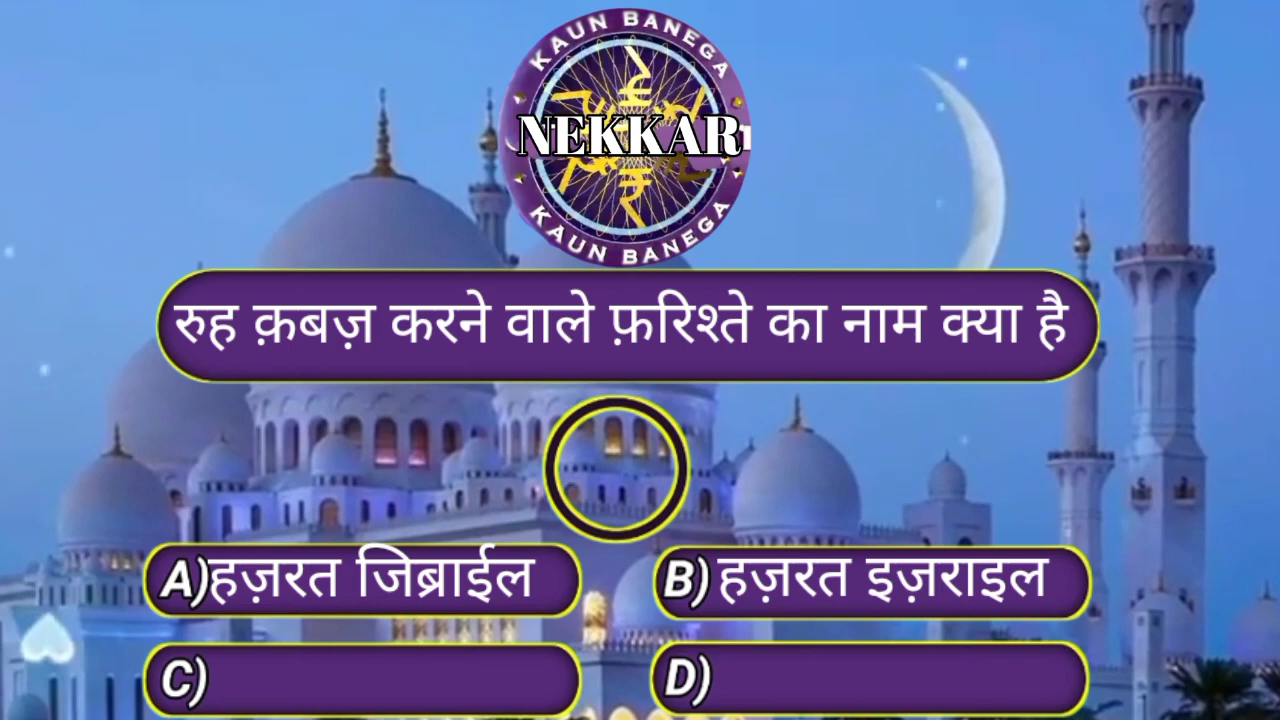 KAUN BANEGA
NEKKAR
KAUN BANEGA
रुह क़बज़ करने वाले फ़रिश्ते का नाम क्या है
A)हज़रत जिब्राईल
B) हज़रत इज़राइल
C)
D)